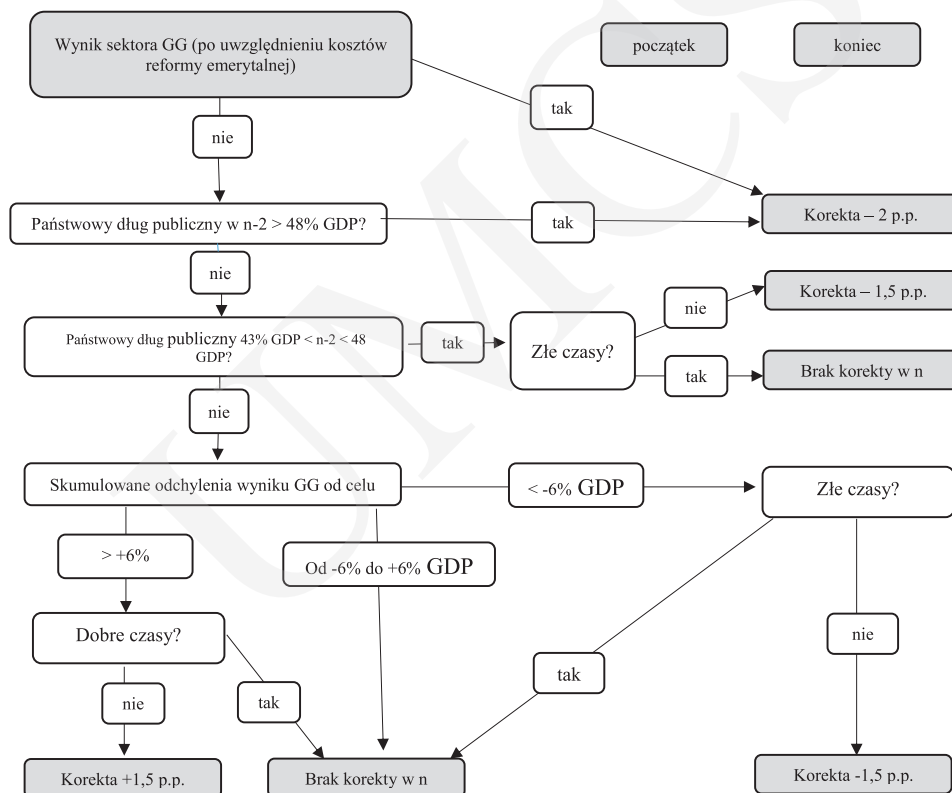 Wynik sektora GG (po uwzględnieniu kosztów
reformy emerytalnej)
początek
koniec
tak
nie
Państwowy dług publiczny w n-2 > 48% GDP?
tak
Korekta – 2 p.p.
nie
Państwowy dług publiczny 43% GDP < n-2 < 48
GDP?
tak
Złe czasy?
nie
Korekta – 1,5 p.p.
tak
Brak korekty w n
nie
Skumulowane odchylenia wyniku GG od celu
< -6% GDP
Złe czasy?
> +6%
Od -6% do +6% GDP
Dobre czasy?
nie
tak
tak
nie
Korekta +1,5 p.p.
Brak korekty w n
Korekta -1,5 p.p.
UMCS